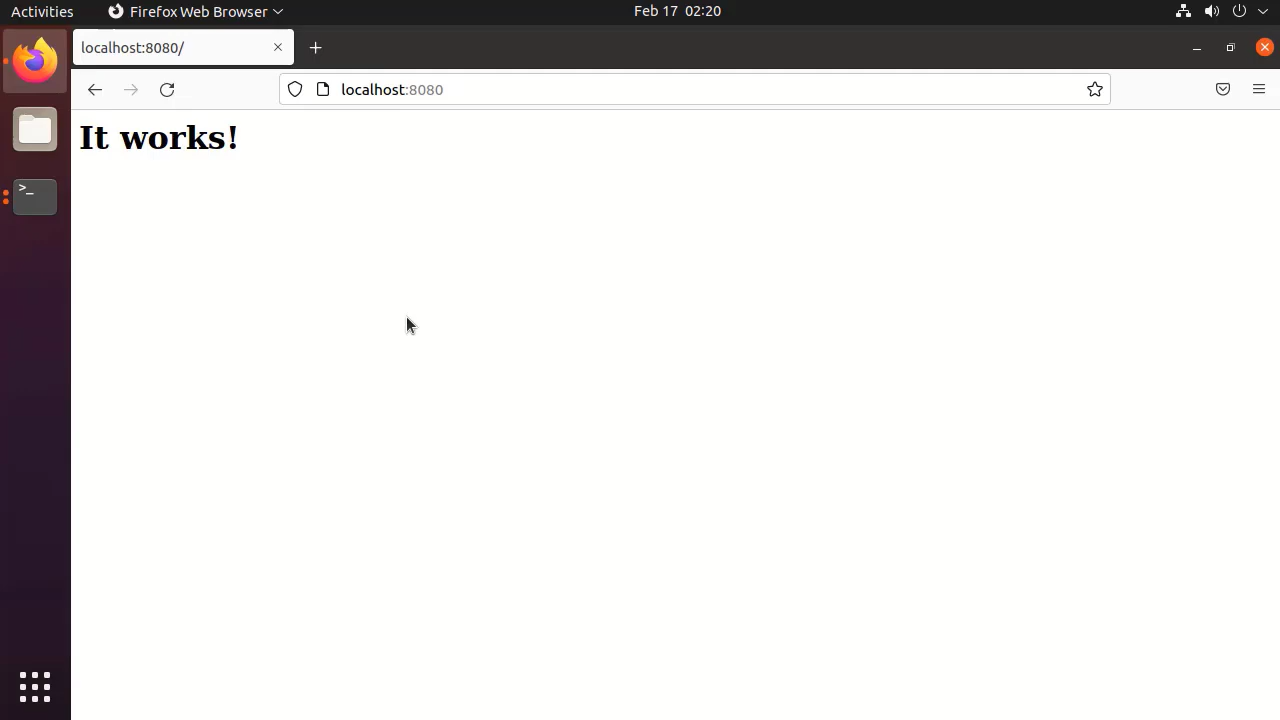 Activities
Firefox Web Browser
Feb 17 02:20
localhost:8080/
localhost:8080
It works!
>_